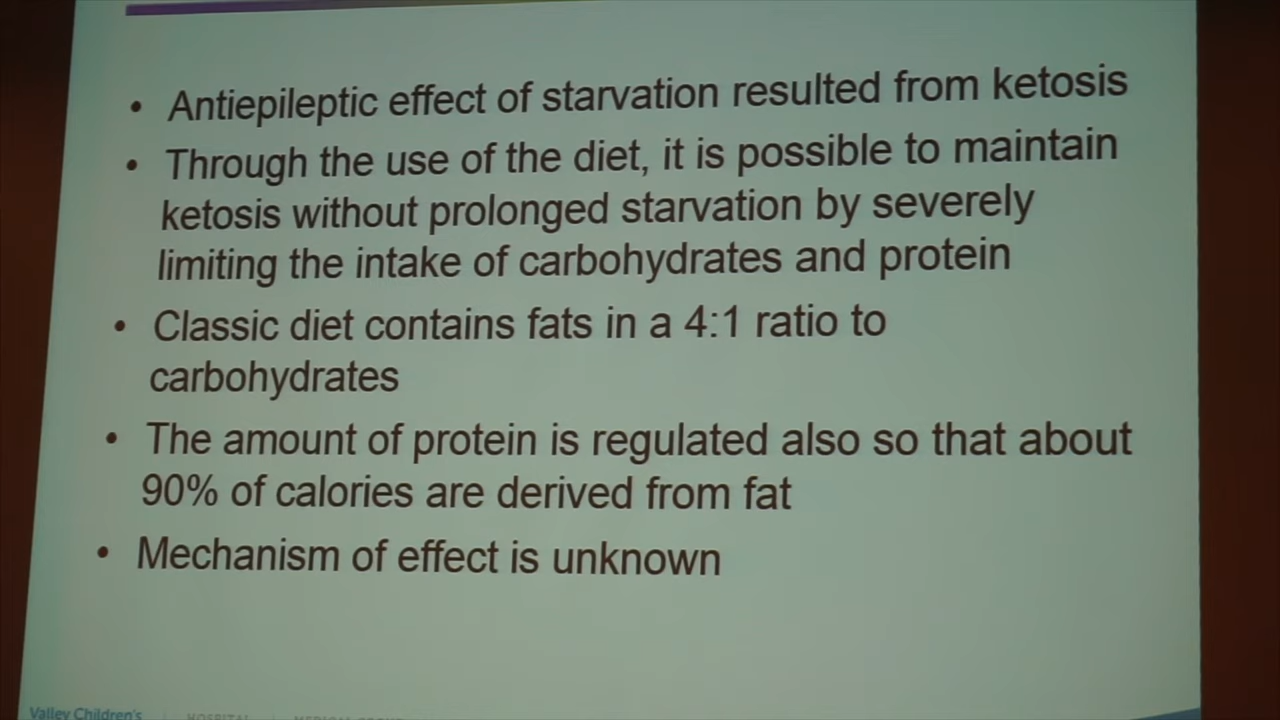 • Antiepileptic effect of starvation resulted from ketosis
• Through the use of the diet, it is possible to maintain
ketosis without prolonged starvation by severely
limiting the intake of carbohydrates and protein
• Classic diet contains fats in a 4:1 ratio to
carbohydrates
• The amount of protein is regulated also so that about
90% of calories are derived from fat
• Mechanism of effect is unknown
Valley Children's HOSPITAL